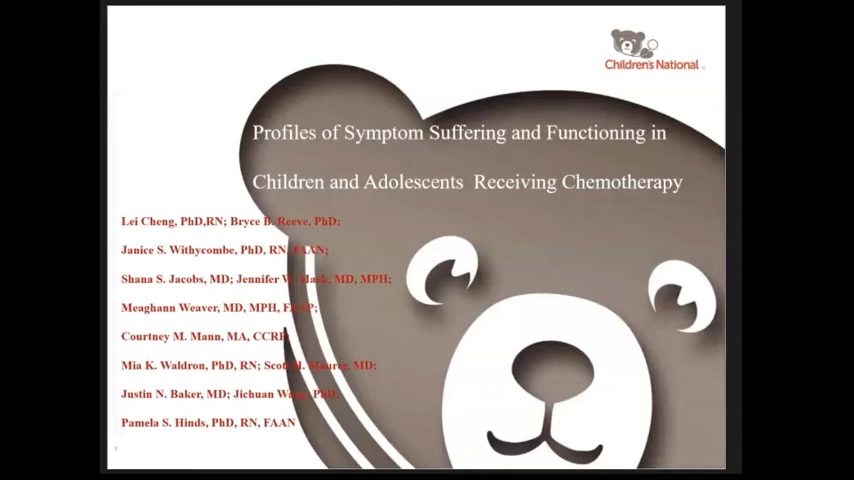 Children's National
Profiles of Symptom Suffering and Functioning in
Children and Adolescents Receiving Chemotherapy
Lei Cheng, PhD,RN; Bryce B. Reeve, PhD;
Janice S. Withycombe, PhD, RN, FAAN;
Shana S. Jacobs, MD; Jennifer W. Mack, MD, MPH;
Meaghann Weaver, MD, MPH, FAAP;
Courtney M. Mann, MA, CCRP;
Mia K. Waldron, PhD, RN; Scott H. Maurer, MD;
Justin N. Baker, MD; Jichuan Wang, PhD;
Pamela S. Hinds, PhD, RN, FAAN
1